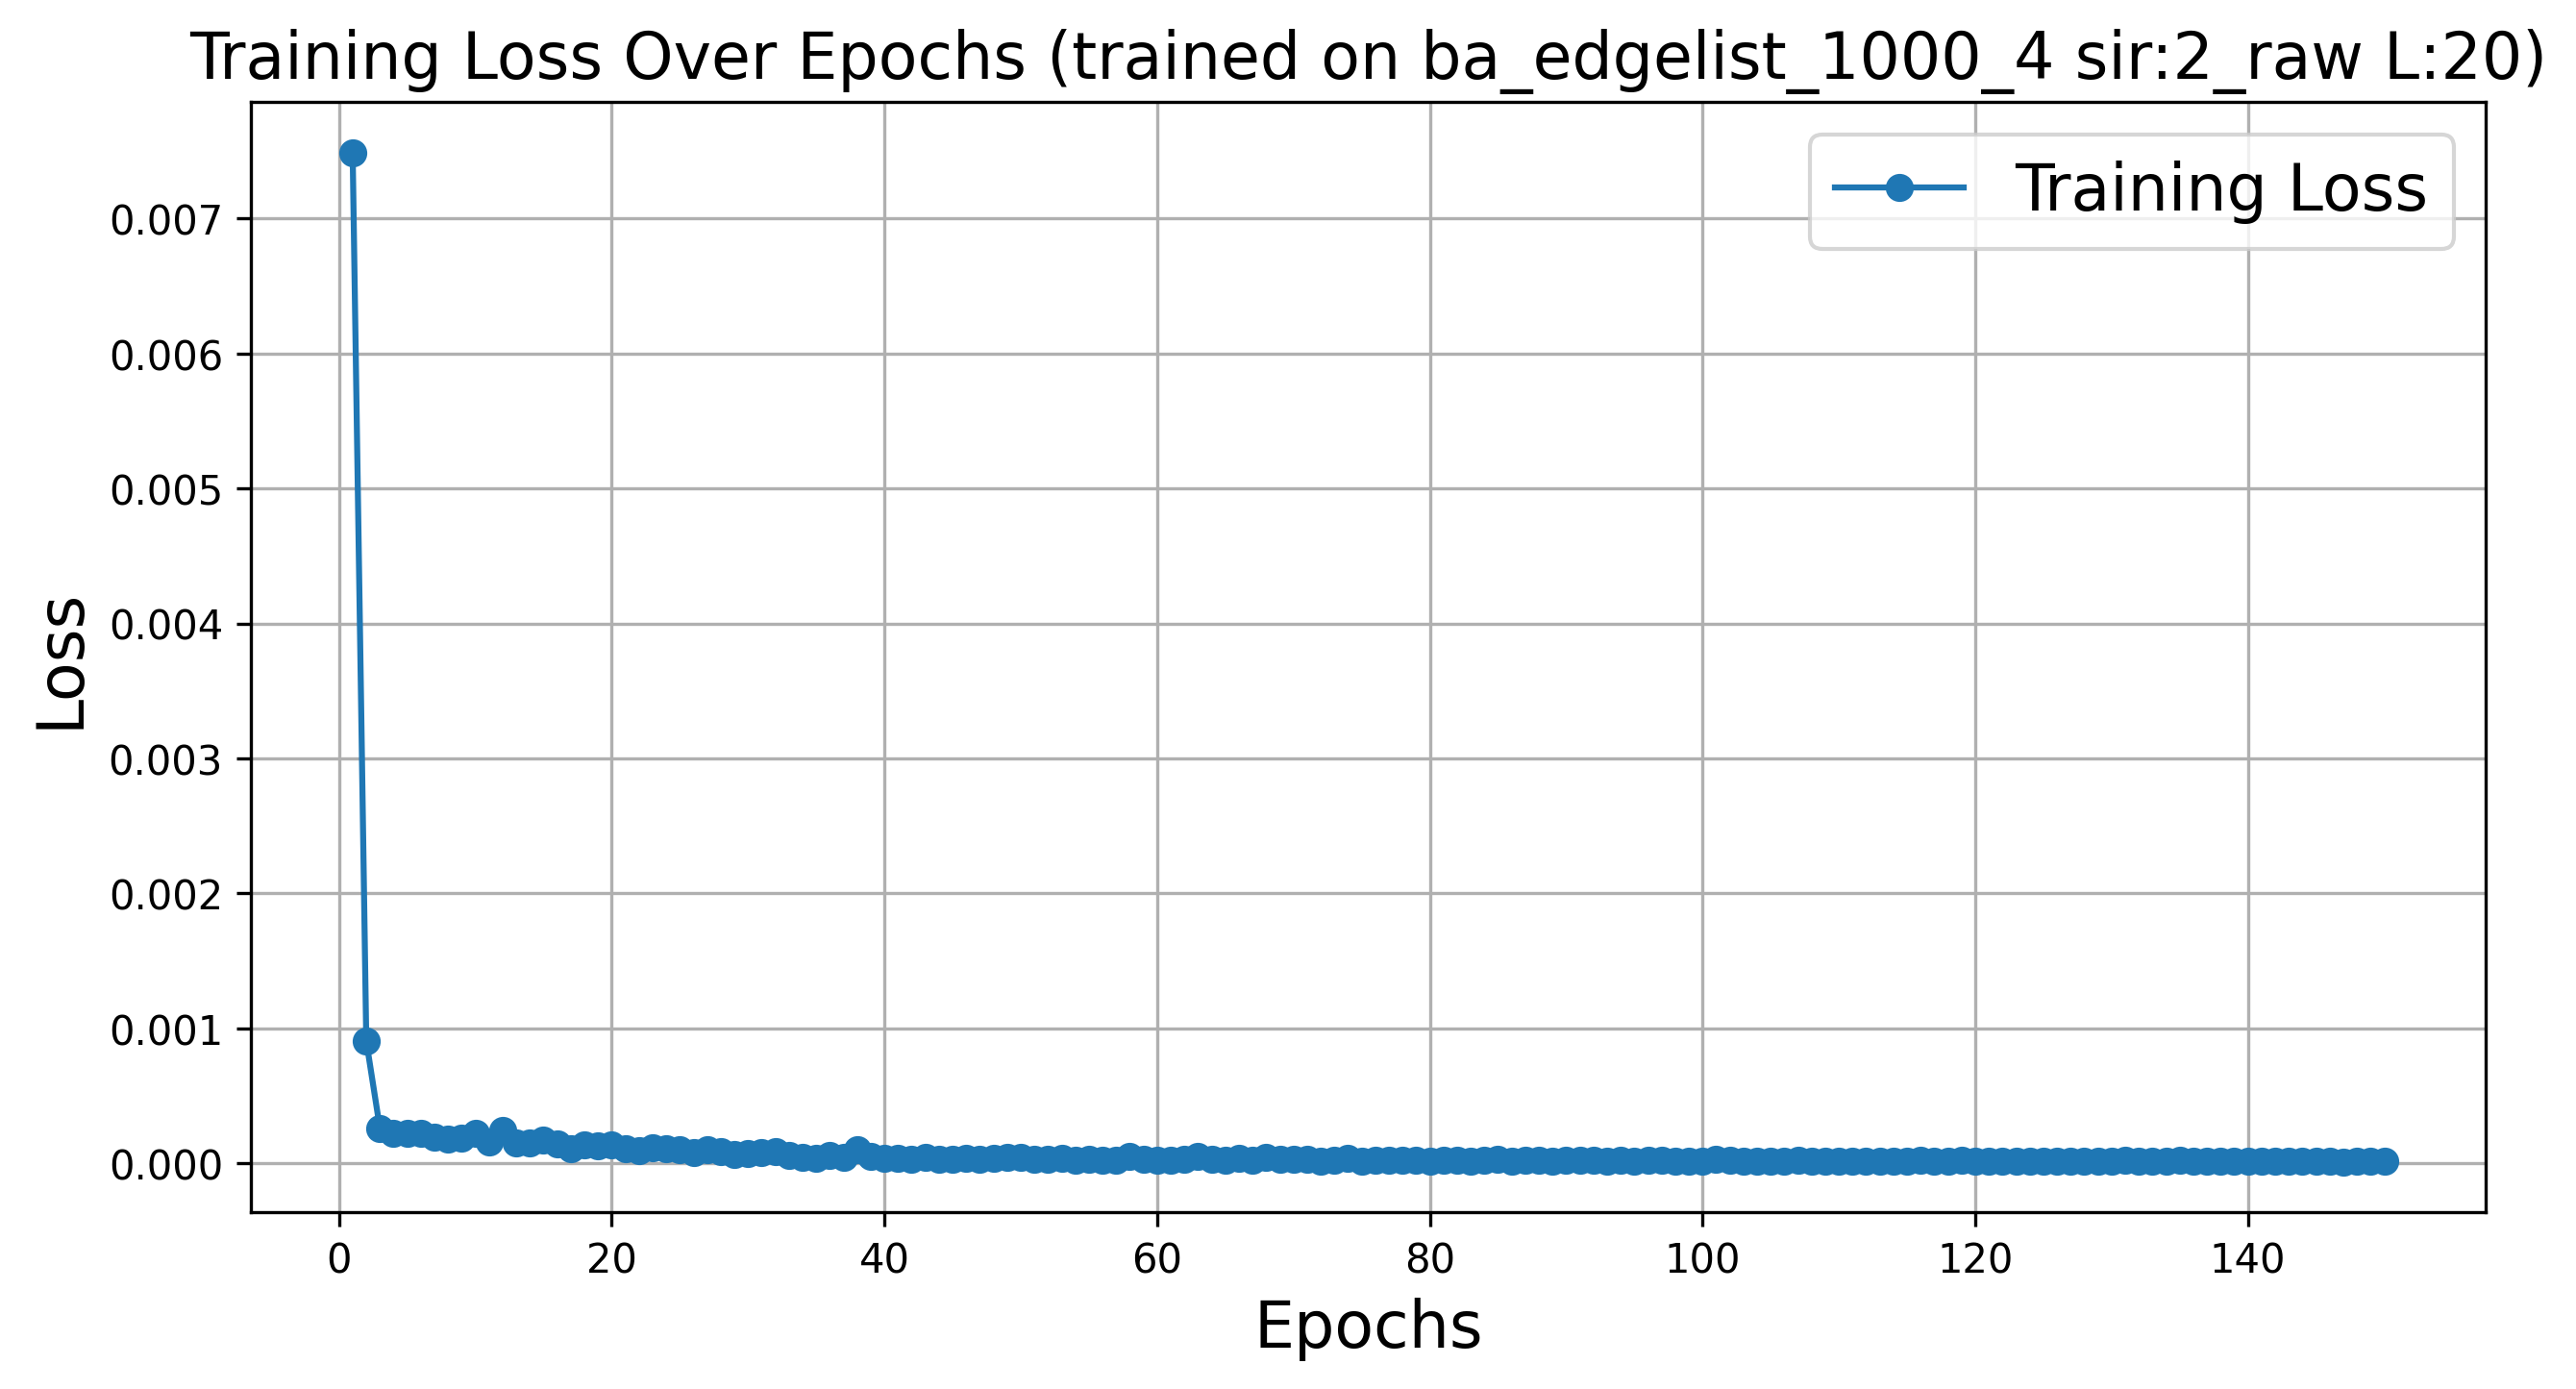 Training Loss Over Epochs (trained on ba_edgelist_1000_4 sir:2_raw L:20)
Training Loss
0.007
0.006
0.005
0.004
0.003
0.002
0.001
0.000
Loss
0 20 40 60 80 100 120 140
Epochs